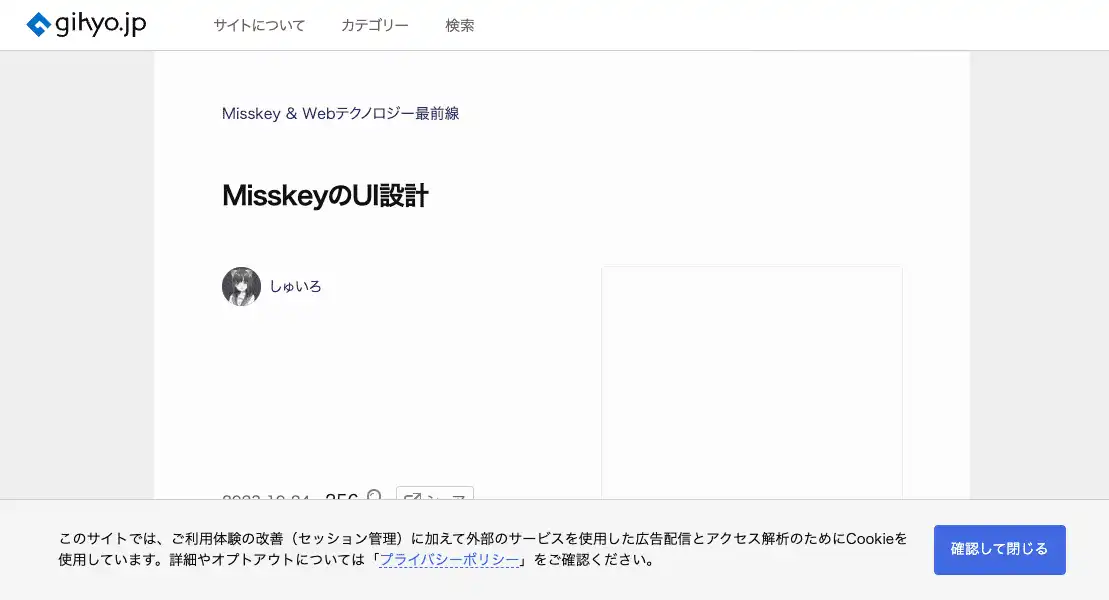 gihyo.jp
サイトについて
カテゴリー
検索
Misskey & Webテクノロジー最前線
MisskeyのUI設計
しゅいろ
このサイトでは、ご利用体験の改善（セッション管理）に加えて外部のサービスを使用した広告配信とアクセス解析のためにCookieを
使用しています。詳細やオプトアウトについては「プライバシーポリシー」をご確認ください。
確認して閉じる